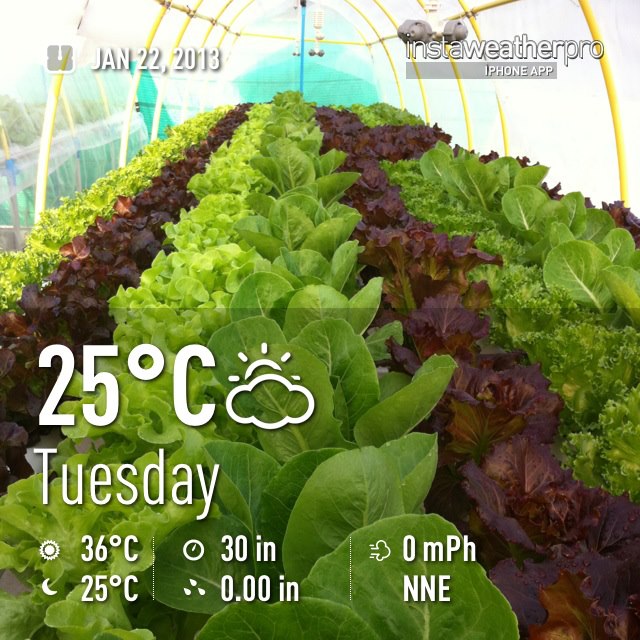 JAN 22, 2013
instaweatherpro
IPHONE APP
25°C
Tuesday
36°C 30 in 0 mPh
25°C 0.00 in NNE